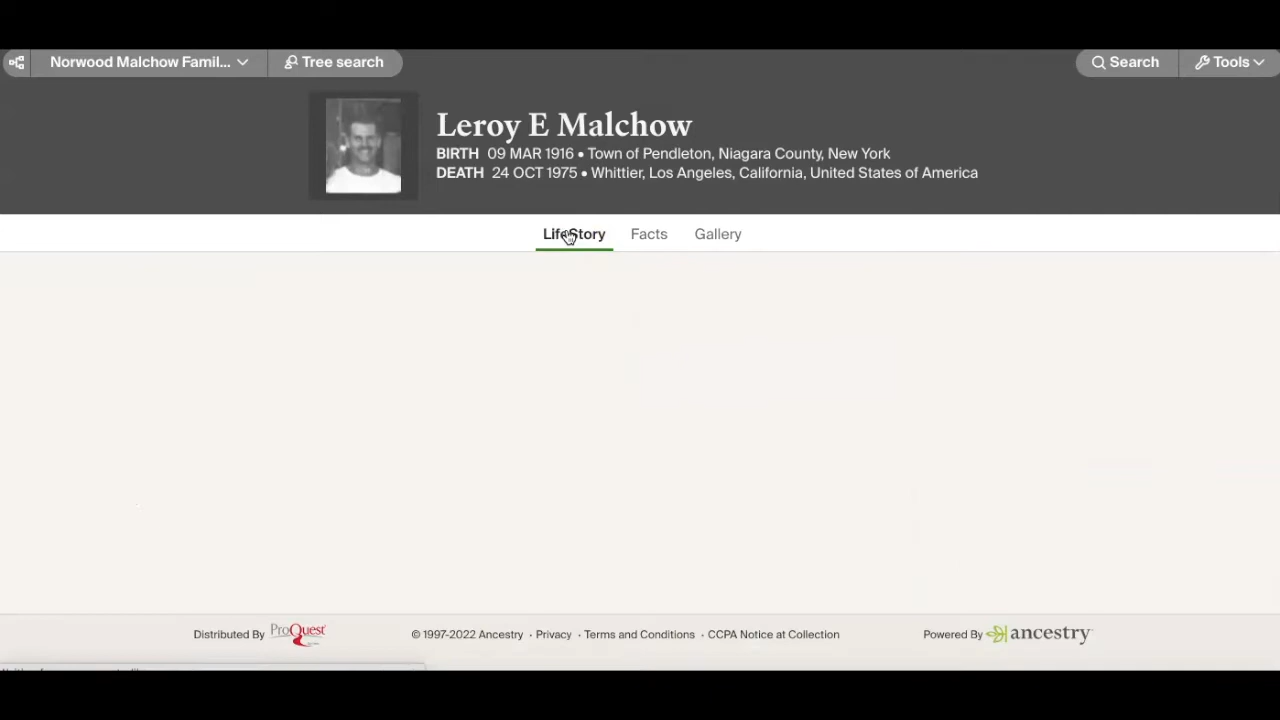 Norwood Malchow Famil...
Tree search
Search
Tools
Leroy E Malchow
BIRTH 09 MAR 1916 • Town of Pendleton, Niagara County, New York
DEATH 24 OCT 1975 • Whittier, Los Angeles, California, United States of America
LifeStory Facts Gallery
Distributed By ProQuest
© 1997-2022 Ancestry · Privacy · Terms and Conditions · CCPA Notice at Collection
Powered By ancestry